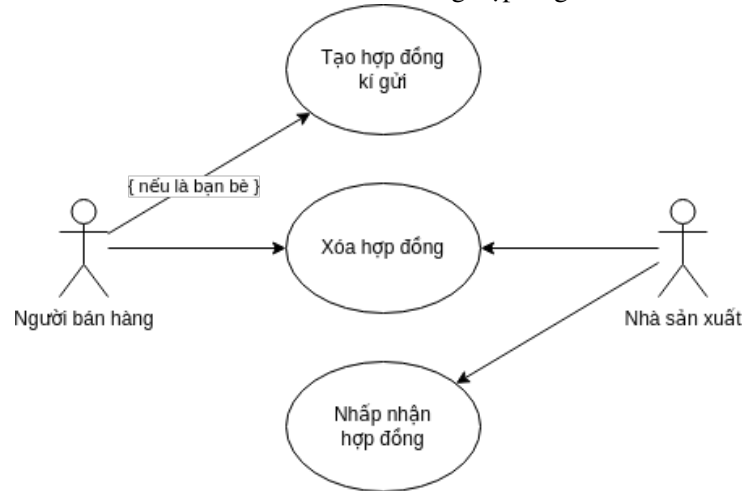 Tạo hợp đồng
kí gửi
{ nếu là bạn bè }
Xóa hợp đồng
Người bán hàng
Nhà sản xuất
Nhấp nhận
hợp đồng